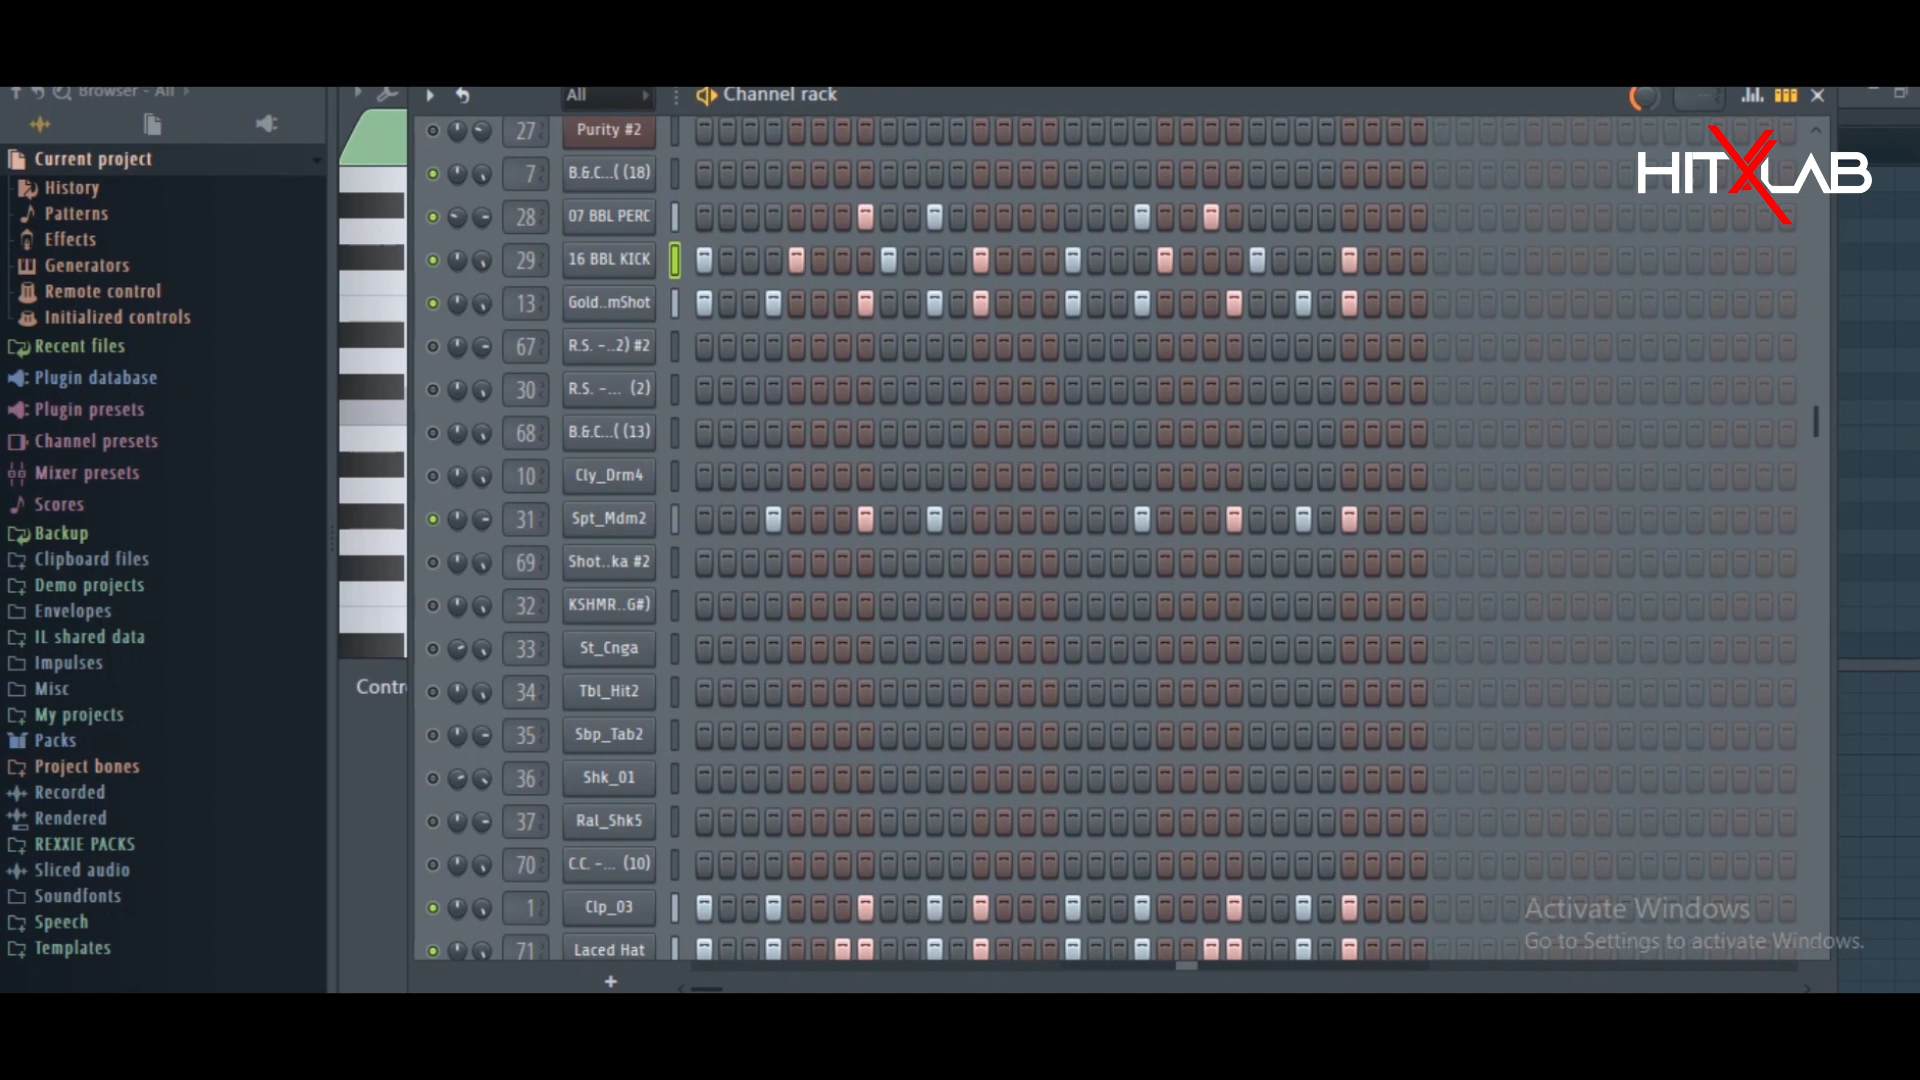 Browser - All
All
Channel rack
27 Purity #2
Current project
HITXLAB
7 B.&.C...( (18)
History
Patterns
28 07 BBL PERC
Effects
29 16 BBL KICK
Generators
Remote control
13 Gold..mShot
Initialized controls
Recent files
67 R.S. -..2) #2
Plugin database
30 R.S. -... (2)
Plugin presets
Channel presets
68 B.&.C...( (13)
Mixer presets
10 Cly_Drm4
Scores
31 Spt_Mdm2
Backup
Clipboard files
69 Shot..ka #2
Demo projects
Envelopes
32 KSHMR..G#)
IL shared data
33 St_Cnga
Impulses
Misc
Contr
34 Tbl_Hit2
My projects
Packs
35 Sbp_Tab2
Project bones
36 Shk_01
Recorded
Rendered
37 Ral_Shk5
REXXIE PACKS
Sliced audio
70 C.C. -... (10)
Soundfonts
1 Clp_03
Activate Windows
Speech
Go to Settings to activate Windows.
Templates
71 Laced Hat